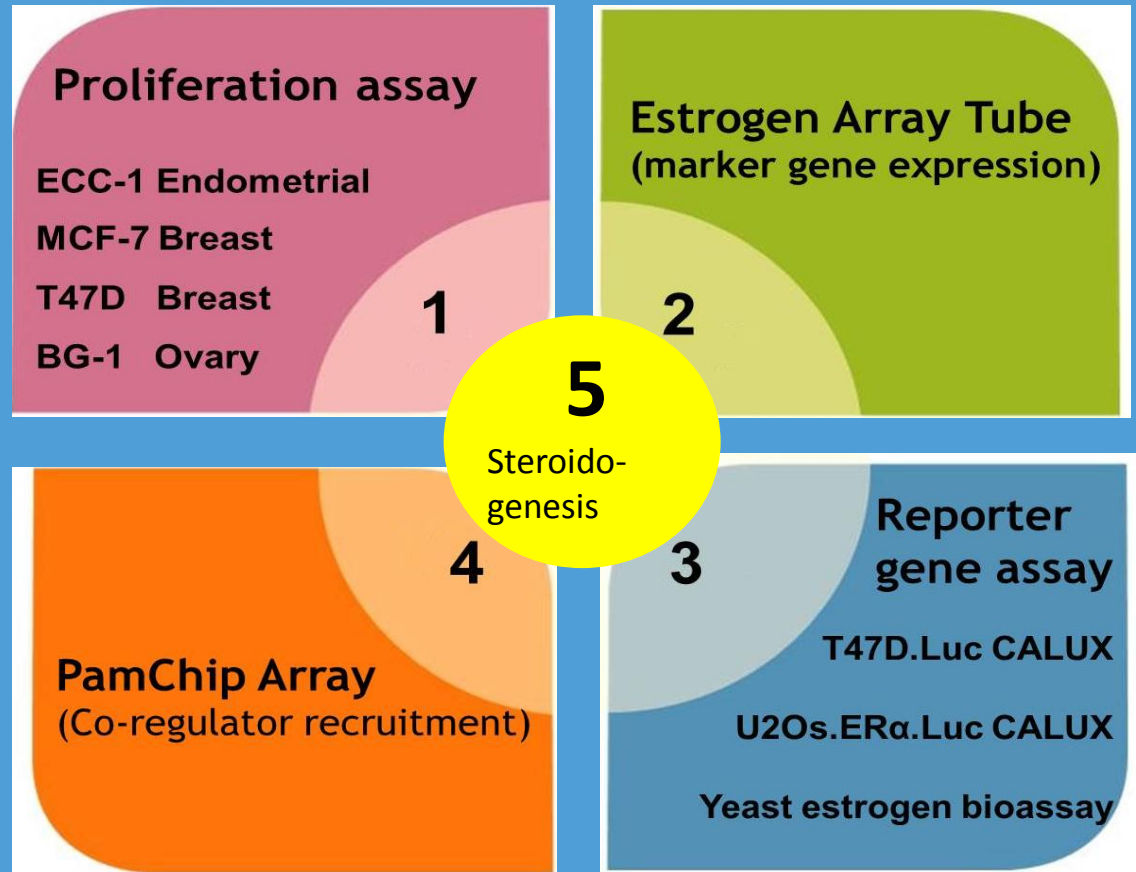 Proliferation assay
ECC-1 Endometrial
MCF-7 Breast
T47D Breast
BG-1 Ovary
1
Estrogen Array Tube
(marker gene expression)
2
5
Steroido-
genesis
4
PamChip Array
(Co-regulator recruitment)
3
Reporter
gene assay
T47D.Luc CALUX
U2Os.ERα.Luc CALUX
Yeast estrogen bioassay